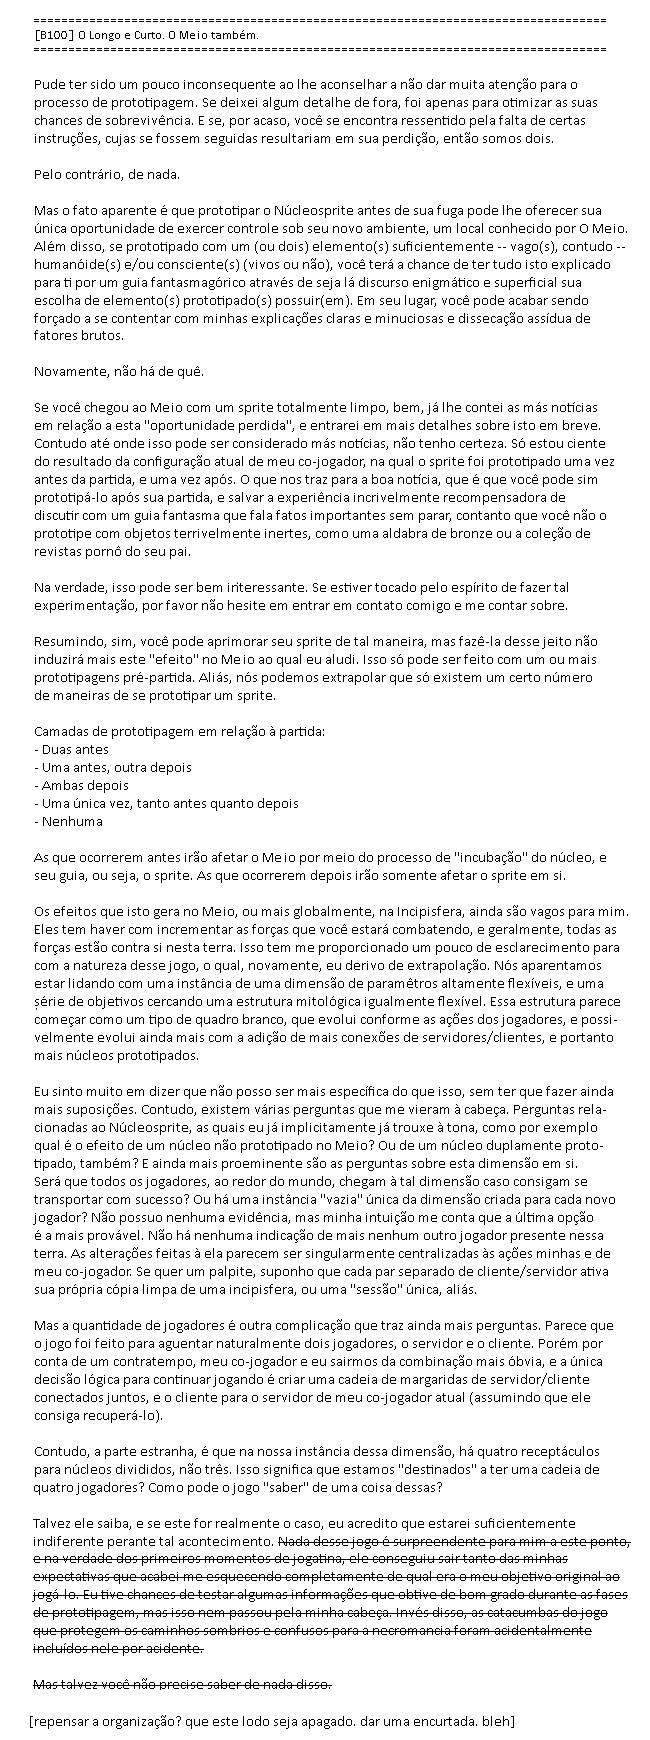 ================================================================================
[B100] O Longo e Curto. O Meio também.
================================================================================
Pude ter sido um pouco inconsequente ao lhe aconselhar a não dar muita atenção para o
processo de prototipagem. Se deixei algum detalhe de fora, foi apenas para otimizar as suas
chances de sobrevivência. E se, por acaso, você se encontra ressentido pela falta de certas
instruções, cujas se fossem seguidas resultariam em sua perdição, então somos dois.
Pelo contrário, de nada.
Mas o fato aparente é que prototipar o Núcleosprite antes de sua fuga pode lhe oferecer sua
única oportunidade de exercer controle sob seu novo ambiente, um local conhecido por O Meio.
Além disso, se prototipado com um (ou dois) elemento(s) suficientemente -- vago(s), contudo --
humanóide(s) e/ou consciente(s) (vivos ou não), você terá a chance de ter tudo isto explicado
para ti por um guia fantasmagórico através de seja lá discurso enigmático e superficial sua
escolha de elemento(s) prototipado(s) possuir(em). Em seu lugar, você pode acabar sendo
forçado a se contentar com minhas explicações claras e minuciosas e dissecação assídua de
fatores brutos.
Novamente, não há de quê.
Se você chegou ao Meio com um sprite totalmente limpo, bem, já lhe contei as más notícias
em relação a esta "oportunidade perdida", e entrarei em mais detalhes sobre isto em breve.
Contudo até onde isso pode ser considerado más notícias, não tenho certeza. Só estou ciente
do resultado da configuração atual de meu co-jogador, na qual o sprite foi prototipado uma vez
antes da partida, e uma vez após. O que nos traz para a boa notícia, que é que você pode sim
prototipá-lo após sua partida, e salvar a experiência incrivelmente recompensadora de
discutir com um guia fantasma que fala fatos importantes sem parar, contanto que você não o
prototipe com objetos terrivelmente inertes, como uma aldabra de bronze ou a coleção de
revistas pornô do seu pai.
Na verdade, isso pode ser bem iriteressante. Se estiver tocado pelo espírito de fazer tal
experimentação, por favor não hesite em entrar em contato comigo e me contar sobre.
Resumindo, sim, você pode aprimorar seu sprite de tal maneira, mas fazê-la desse jeito não
induzirá mais este "efeito" no Meio ao qual eu aludi. Isso só pode ser feito com um ou mais
prototipagens pré-partida. Aliás, nós podemos extrapolar que só existem um certo número
de maneiras de se prototipar um sprite.
Camadas de prototipagem em relação à partida:
- Duas antes
- Uma antes, outra depois
- Ambas depois
- Uma única vez, tanto antes quanto depois
- Nenhuma
As que ocorrerem antes irão afetar o Meio por meio do processo de "incubação" do núcleo, e
seu guia, ou seja, o sprite. As que ocorrerem depois irão somente afetar o sprite em si.
Os efeitos que isto gera no Meio, ou mais globalmente, na Incipisfera, ainda são vagos para mim.
Eles tem haver com incrementar as forças que você estará combatendo, e geralmente, todas as
forças estão contra si nesta terra. Isso tem me proporcionado um pouco de esclarecimento para
com a natureza desse jogo, o qual, novamente, eu derivo de extrapolação. Nós aparentamos
estar lidando com uma instância de uma dimensão de paramêtros altamente flexíveis, e uma
série de objetivos cercando uma estrutura mitológica igualmente flexível. Essa estrutura parece
começar como um tipo de quadro branco, que evolui conforme as ações dos jogadores, e possi-
velmente evolui ainda mais com a adição de mais conexões de servidores/clientes, e portanto
mais núcleos prototipados.
Eu sinto muito em dizer que não posso ser mais específica do que isso, sem ter que fazer ainda
mais suposições. Contudo, existem várias perguntas que me vieram à cabeça. Perguntas rela-
cionadas ao Núcleosprite, as quais eu já implicitamente já trouxe à tona, como por exemplo
qual é o efeito de um núcleo não prototipado no Meio? Ou de um núcleo duplamente proto-
tipado, também? E ainda mais proeminente são as perguntas sobre esta dimensão em si.
Será que todos os jogadores, ao redor do mundo, chegam à tal dimensão caso consigam se
transportar com sucesso? Ou há uma instância "vazia" única da dimensão criada para cada novo
jogador? Não possuo nenhuma evidência, mas minha intuição me conta que a última opção
é a mais provável. Não há nenhuma indicação de mais nenhum outro jogador presente nessa
terra. As alterações feitas à ela parecem ser singularmente centralizadas às ações minhas e de
meu co-jogador. Se quer um palpite, suponho que cada par separado de cliente/servidor ativa
sua própria cópia limpa de uma incipisfera, ou uma "sessão" única, aliás.
Mas a quantidade de jogadores é outra complicação que traz ainda mais perguntas. Parece que
o jogo foi feito para aguentar naturalmente dois jogadores, o servidor e o cliente. Porém por
conta de um contratempo, meu co-jogador e eu sairmos da combinação mais óbvia, e a única
decisão lógica para continuar jogando é criar uma cadeia de margaridas de servidor/cliente
conectados juntos, e o cliente para o servidor de meu co-jogador atual (assumindo que ele
consiga recuperá-lo).
Contudo, a parte estranha, é que na nossa instância dessa dimensão, há quatro receptáculos
para núcleos divididos, não três. Isso significa que estamos "destinados" a ter uma cadeia de
quatro jogadores? Como pode o jogo "saber" de uma coisa dessas?
Talvez ele saiba, e se este for realmente o caso, eu acredito que estarei suficientemente
indiferente perante tal acontecimento. Nada desse jogo é surpreendente para mim a este ponto,
e na verdade dos primeiros momentos de jogatina, ele conseguiu sair tanto das minhas
expectativas que acabei me esquecendo completamente de qual era o meu objetivo original ao
jogá-lo. Eu tive chances de testar algumas informações que obtive de bom grado durante as fases
de prototipagem, mas isso nem passou pela minha cabeça. Invés disso, as catacumbas do jogo
que protegem os caminhos sombrios e confusos para a necromancia foram acidentalmente
incluídos nele por acidente.
Mas talvez você não precise saber de nada disso.
[repensar a organização? que este lodo seja apagado. dar uma encurtada. bleh]